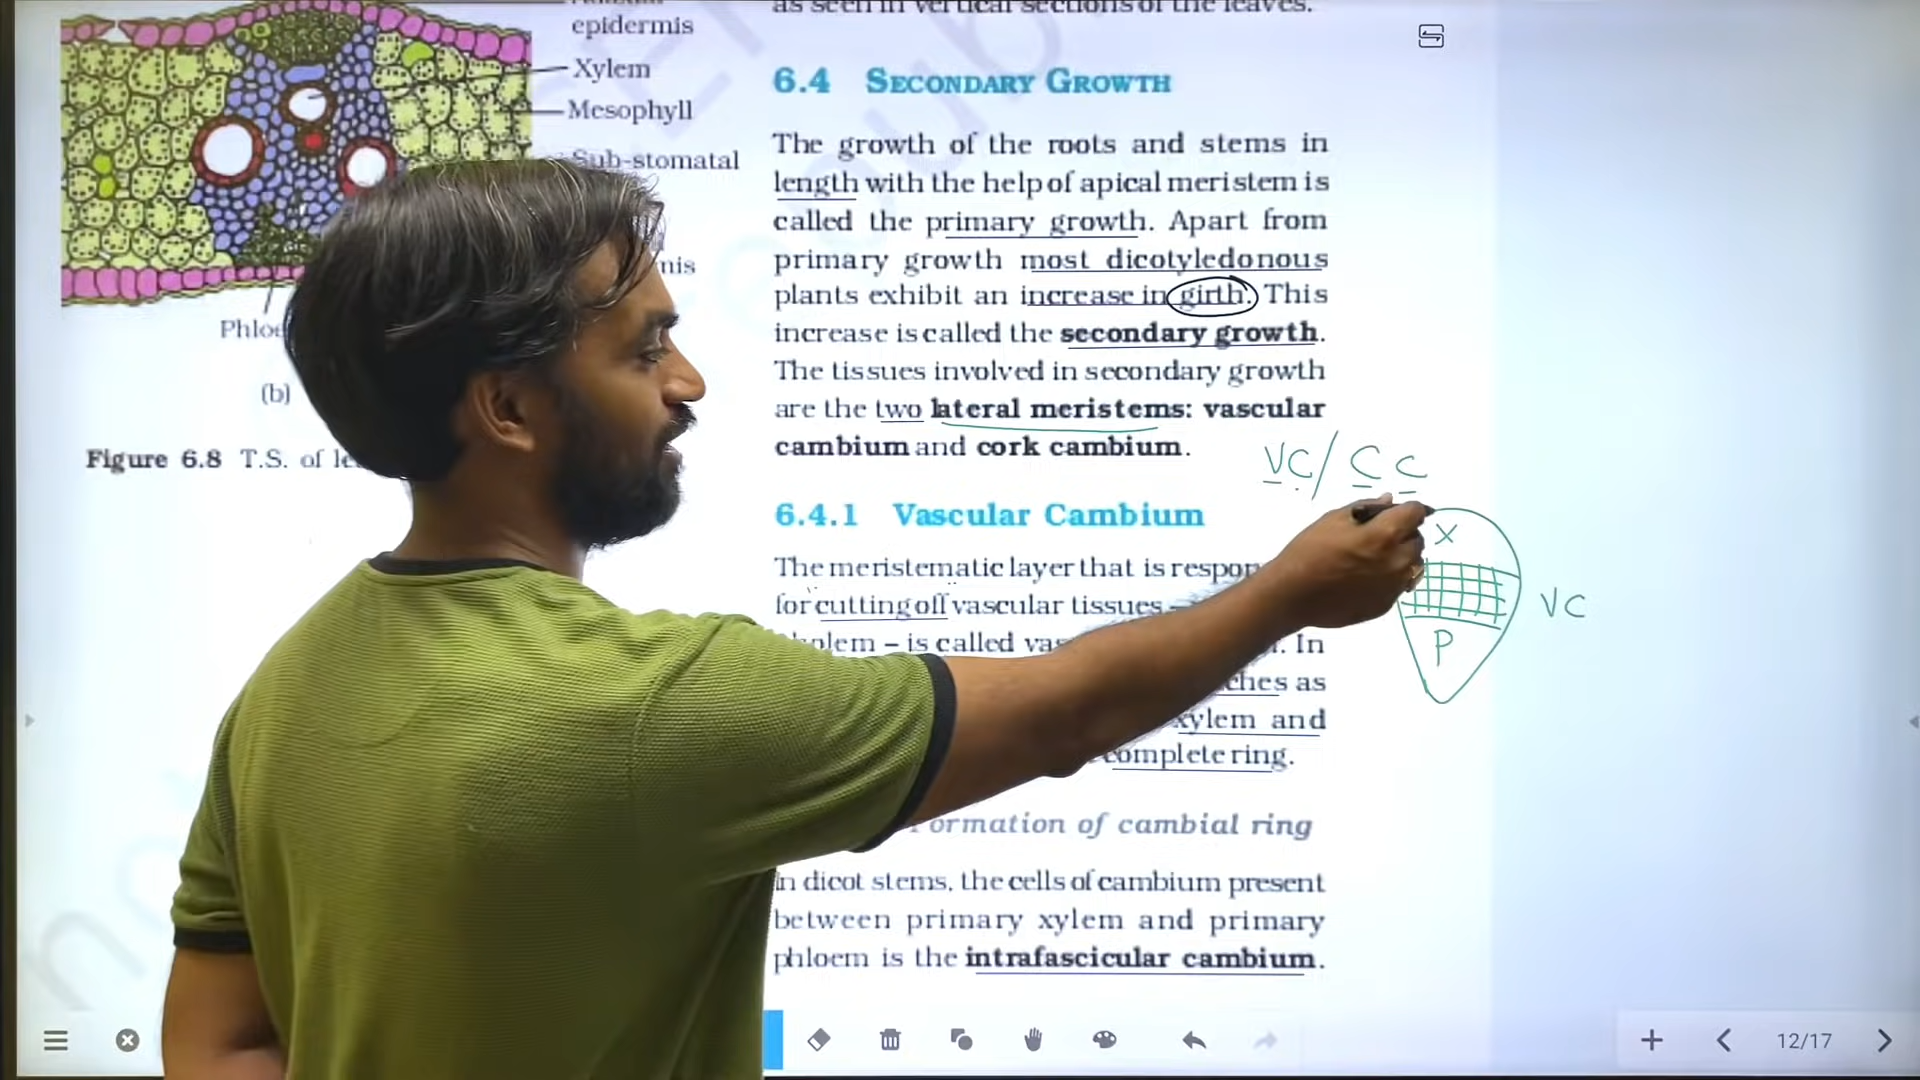 as seen in vertical sections of the leaves.
epidermis
Xylem
Mesophyll
Sub-stomatal
(b)
Figure 6.8 T.S. of
6.4 SECONDARY GROWTH
The growth of the roots and stems in
length with the help of apical meristem is
called the primary growth. Apart from
primary growth most dicotyledonous
plants exhibit an increase in girth. This
increase is called the secondary growth.
The tissues involved in secondary growth
are the two lateral meristems: vascular
cambium and cork cambium.
VC/ C C
6.4.1 Vascular Cambium
The meristematic layer that is
for cutting off vascular tissues –
– is called In
as
xylem and
complete ring.
X
VC
P
ormation of cambial ring
In dicot stems, the cells of cambium present
between primary xylem and primary
phloem is the intrafascicular cambium.
12/17